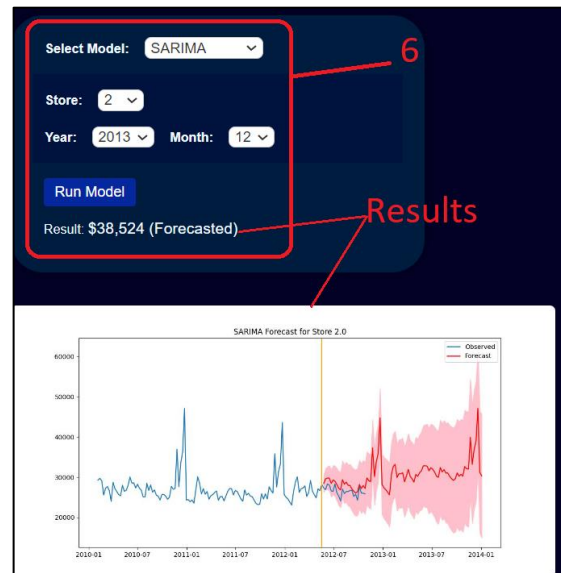 Select Model: SARIMA
6
Store: 2
Year: 2013 Month: 12
Run Model
Result: $38,524 (Forecasted)
Results
SARIMA Forecast for Store 2.0
Observed
Forecast
60000
50000
40000
30000
20000
2010-01 2010-07 2011-01 2011-07 2012-01 2012-07 2013-01 2013-07 2014-01